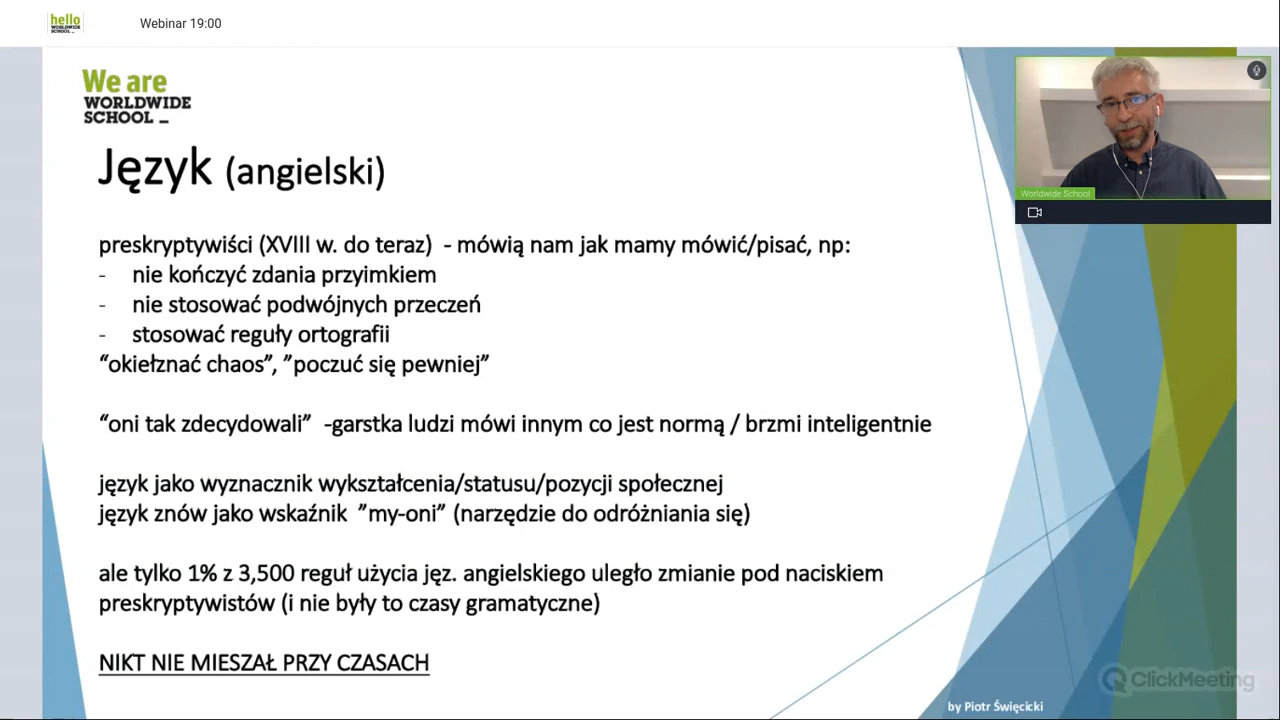 hello
WORLDWIDE
SCHOOL _
Webinar 19:00
We are
WORLDWIDE
SCHOOL _
Worldwide School
Język (angielski)
preskryptywiści (XVIII w. do teraz) - mówią nam jak mamy mówić/pisać, np:
- nie kończyć zdania przyimkiem
- nie stosować podwójnych przeczeń
- stosować reguły ortografii
“okiełznać chaos”, ”poczuć się pewniej”
“oni tak zdecydowali” -garstka ludzi mówi innym co jest normą / brzmi inteligentnie
język jako wyznacznik wykształcenia/statusu/pozycji społecznej
język znów jako wskaźnik ”my-oni” (narzędzie do odróżniania się)
ale tylko 1% z 3,500 reguł użycia jęz. angielskiego uległo zmianie pod naciskiem
preskryptywistów (i nie były to czasy gramatyczne)
NIKT NIE MIESZAŁ PRZY CZASACH
ClickMeeting
by Piotr Święcicki